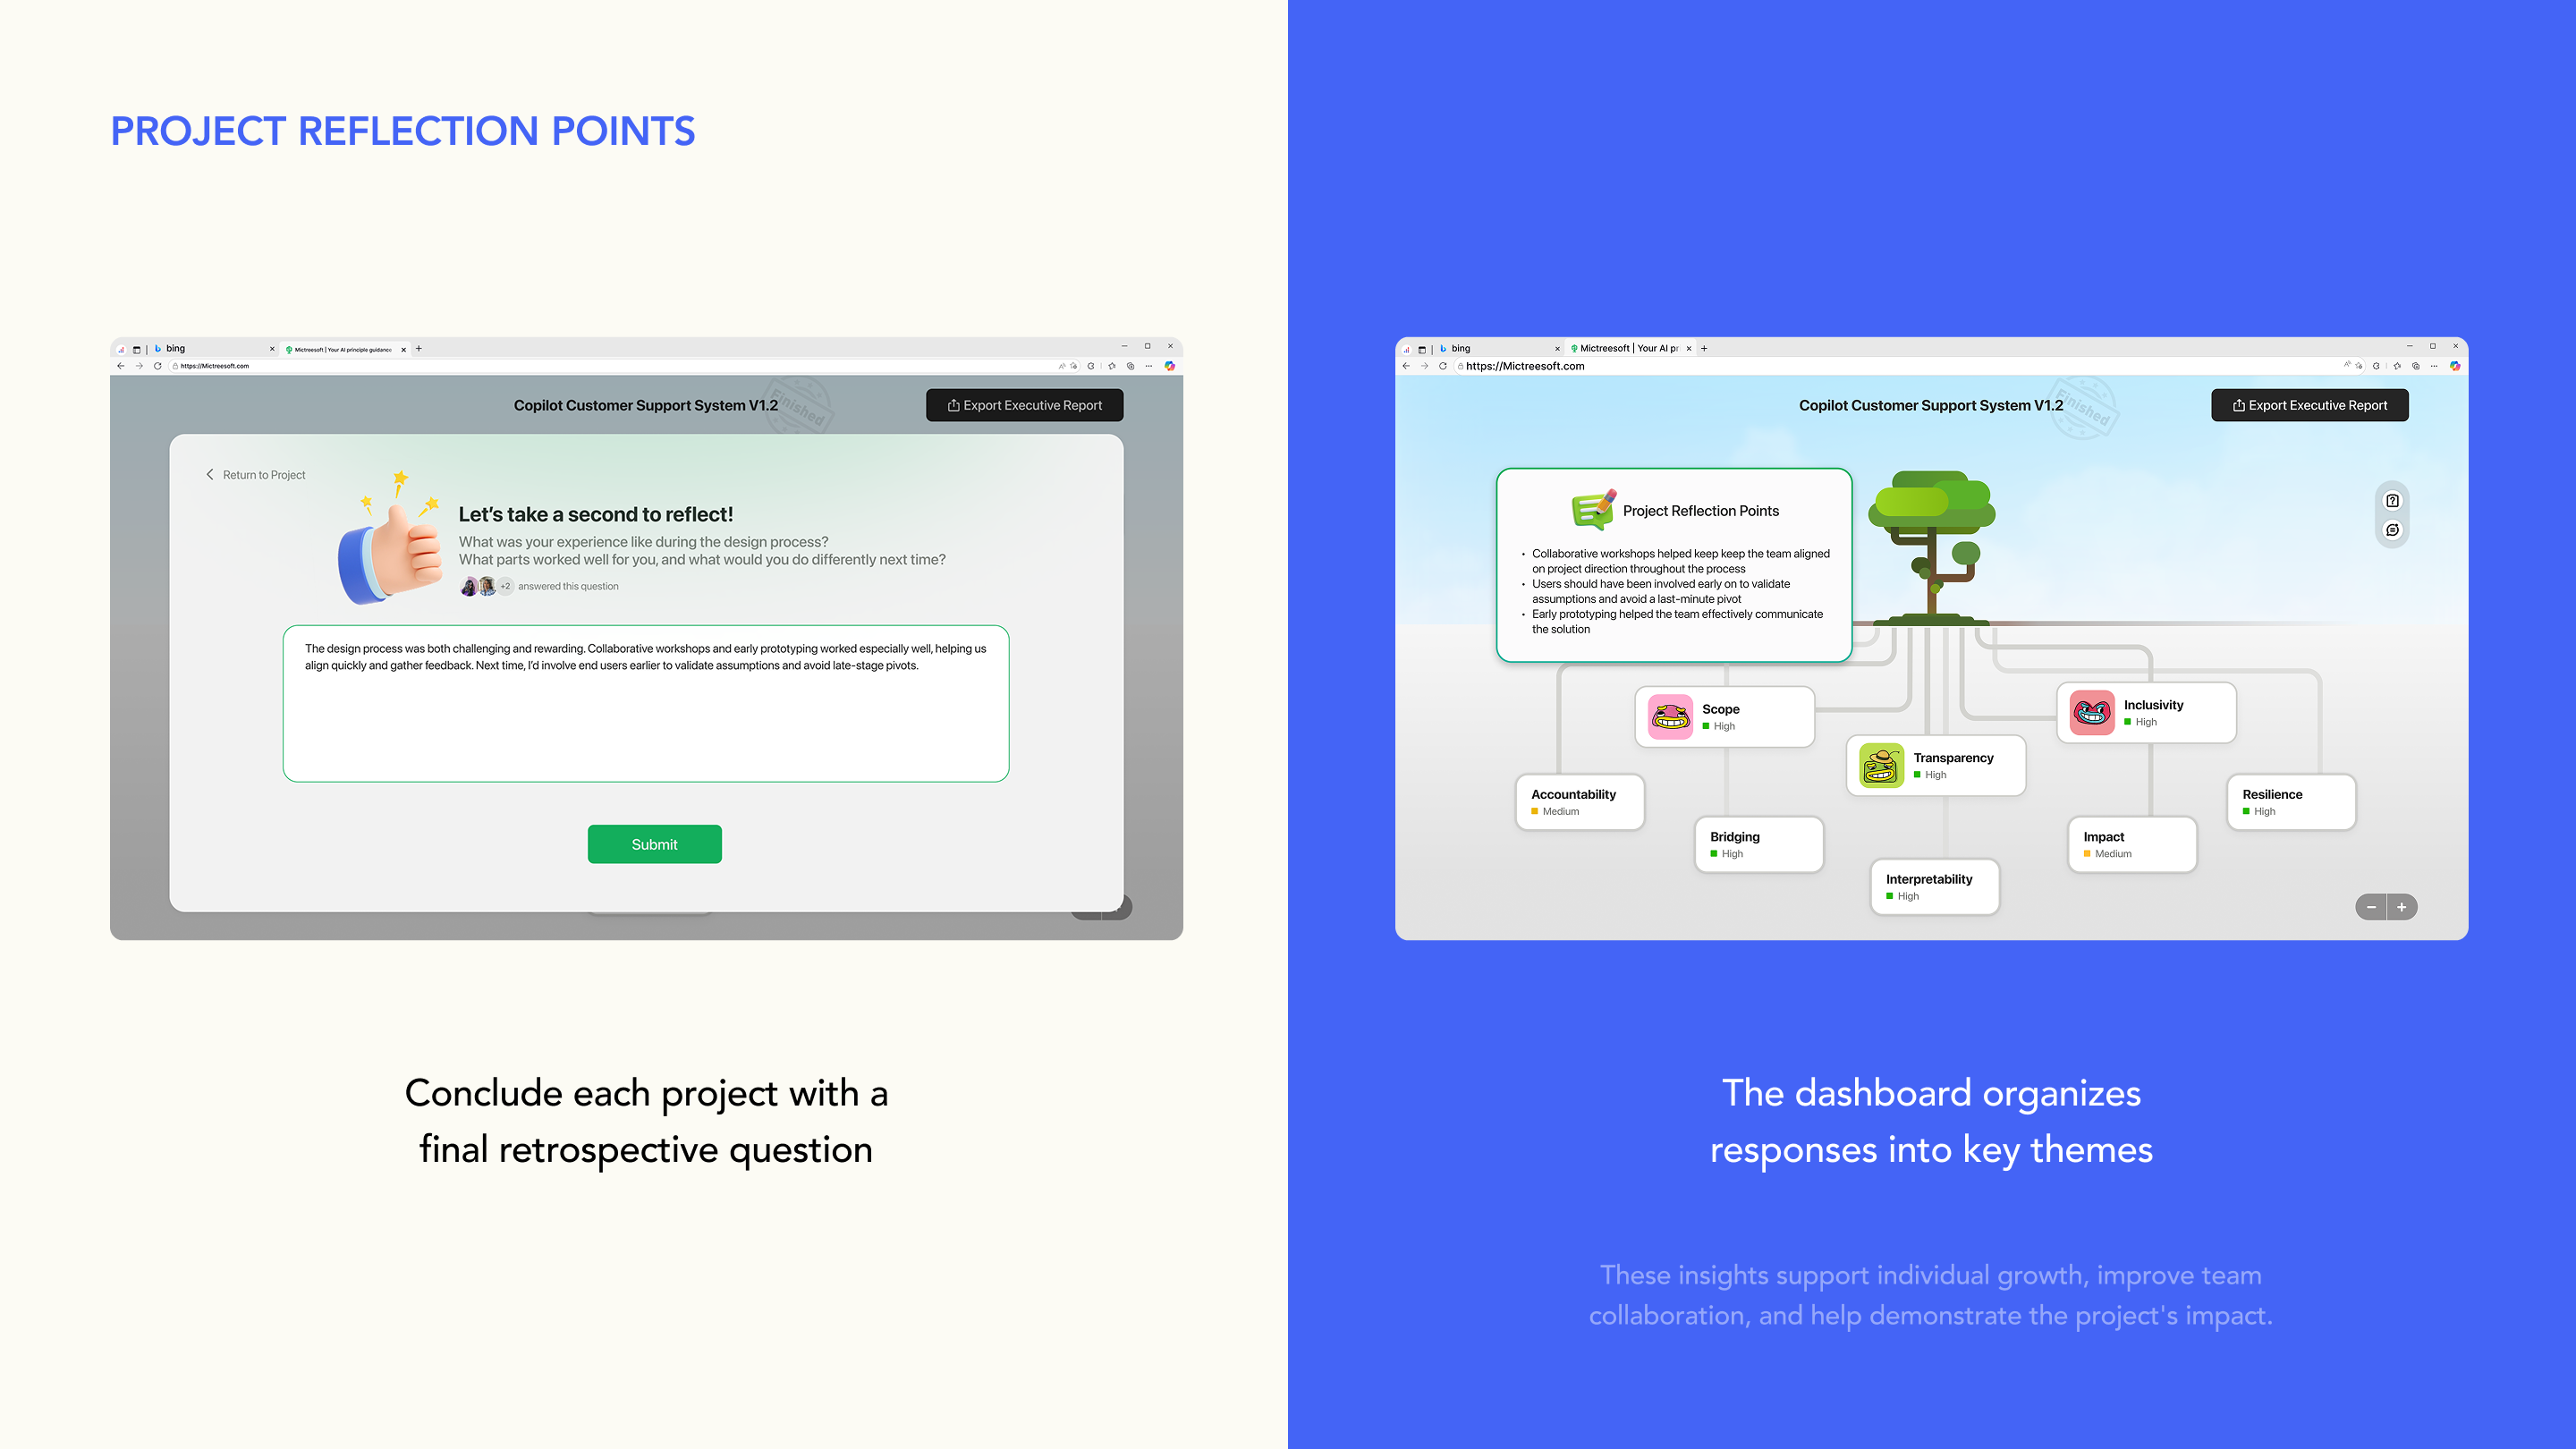 PROJECT REFLECTION POINTS
bing
Mictreesoft | Your AI principle guidance
https://Mictreesoft.com
Copilot Customer Support System V1.2
Finished
Export Executive Report
Return to Project
Let's take a second to reflect!
What was your experience like during the design process?
What parts worked well for you, and what would you do differently next time?
+2 answered this question
The design process was both challenging and rewarding. Collaborative workshops and early prototyping worked especially well, helping us
align quickly and gather feedback. Next time, I'd involve end users earlier to validate assumptions and avoid late-stage pivots.
Submit
Conclude each project with a
final retrospective question
bing
Mictreesoft | Your AI pr
https://Mictreesoft.com
Copilot Customer Support System V1.2
Finished
Export Executive Report
Project Reflection Points
• Collaborative workshops helped keep keep the team aligned
on project direction throughout the process
• Users should have been involved early on to validate
assumptions and avoid a last-minute pivot
• Early prototyping helped the team effectively communicate
the solution
Scope
High
Inclusivity
High
Transparency
High
Accountability
Medium
Resilience
High
Bridging
High
Impact
Medium
Interpretability
High
The dashboard organizes
responses into key themes
These insights support individual growth, improve team
collaboration, and help demonstrate the project's impact.